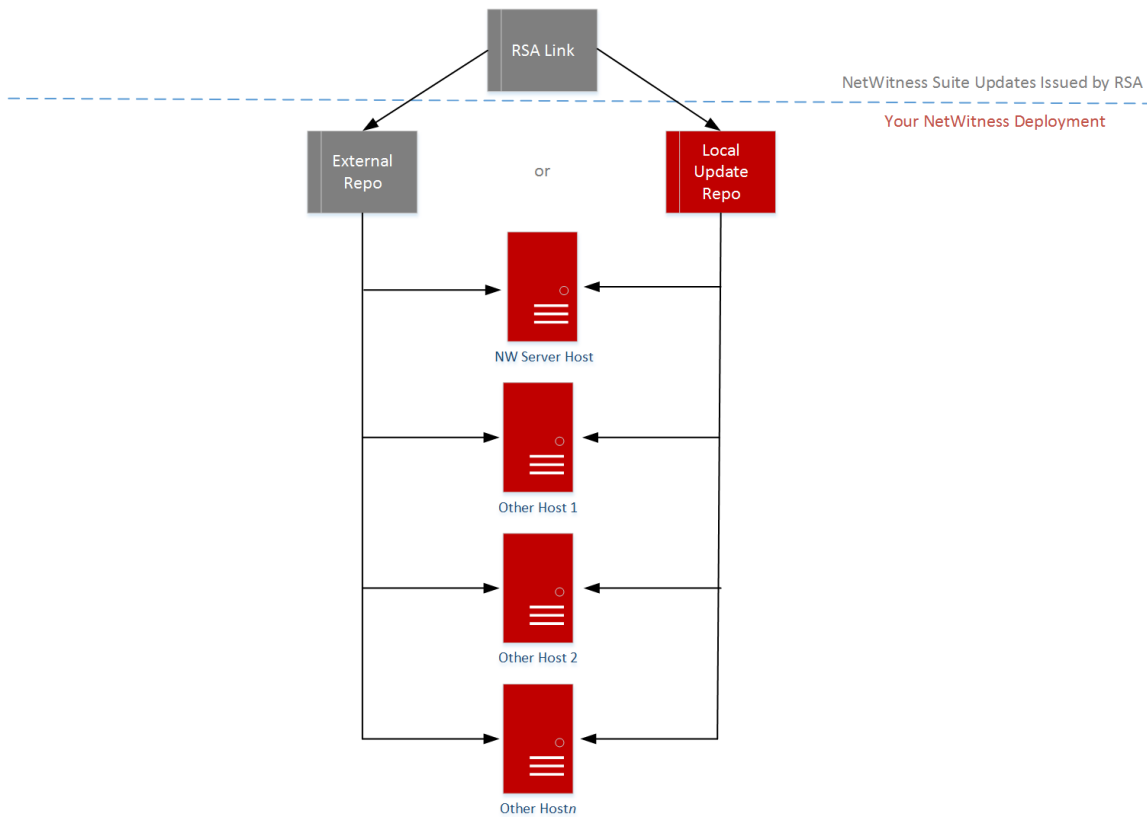 RSA Link
NetWitness Suite Updates Issued by RSA
Your NetWitness Deployment
External
Repo
or
Local
Update
Repo
NW Server Host
Other Host 1
Other Host 2
Other Hostn